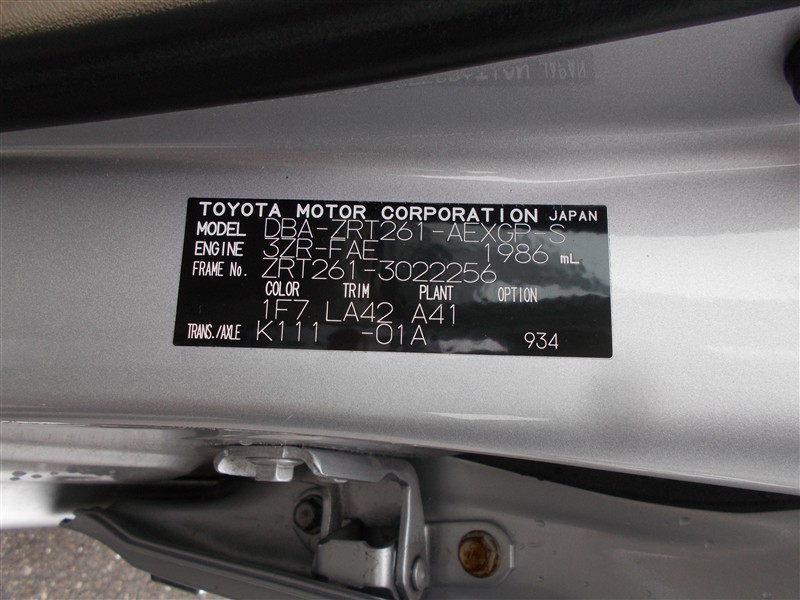 TOYOTA MOTOR CORPORATION JAPAN
MODEL DBA-ZRT261-AEXGP-S
ENGINE 3ZR-FAE 1986 mL
FRAME No. ZRT261-3022256
COLOR TRIM PLANT OPTION
1F7 LA42 A41
TRANS./AXLE K111 -01A 934